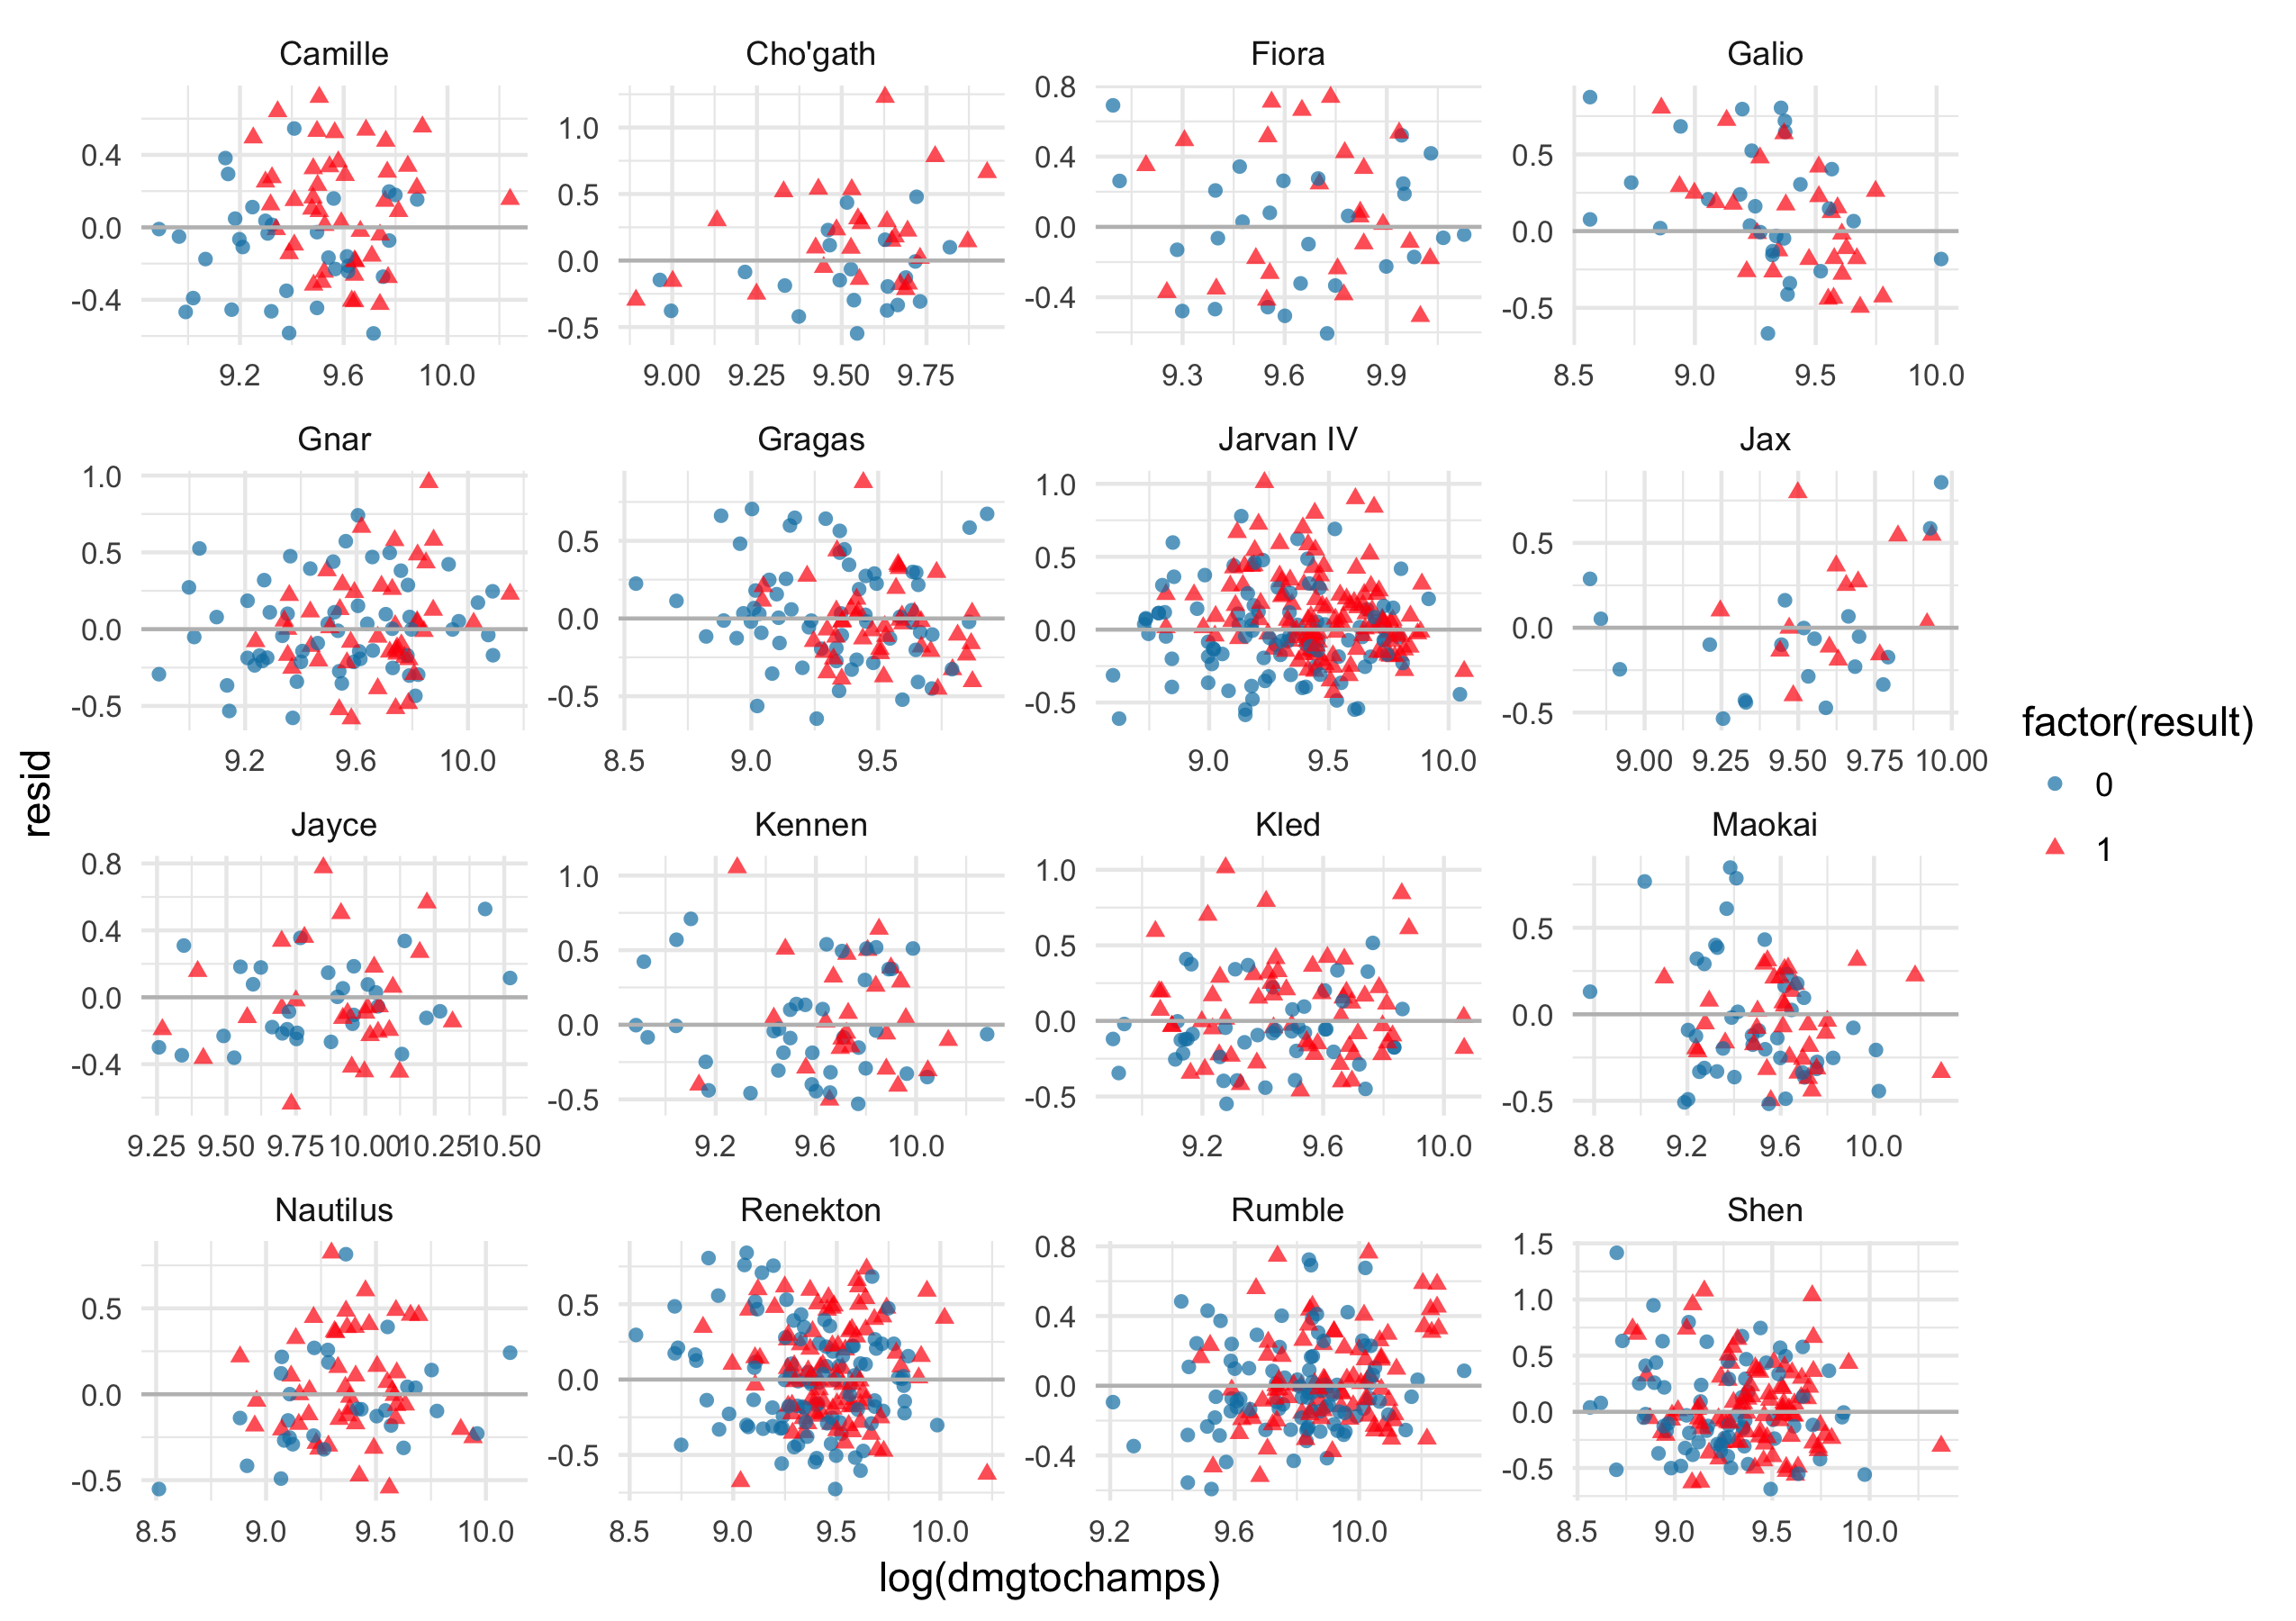 Camille Cho'gath Fiora Galio
0.4 0.0 -0.4
1.0 0.5 0.0 -0.5
0.8 0.4 0.0 -0.4
0.5 0.0 -0.5
9.2 9.6 10.0 9.00 9.25 9.50 9.75 9.3 9.6 9.9 8.5 9.0 9.5 10.0
Gnar Gragas Jarvan IV Jax
1.0 0.5 0.0 -0.5
0.5 0.0 -0.5
1.0 0.5 0.0 -0.5
0.5 0.0 -0.5
9.2 9.6 10.0 8.5 9.0 9.5 9.0 9.5 10.0 9.00 9.25 9.50 9.75 10.00
Jayce Kennen Kled Maokai
0.8 0.4 0.0 -0.4
1.0 0.5 0.0 -0.5
1.0 0.5 0.0 -0.5
0.5 0.0 -0.5
9.25 9.50 9.75 10.00 10.25 10.50 9.2 9.6 10.0 9.2 9.6 10.0 8.8 9.2 9.6 10.0
Nautilus Renekton Rumble Shen
0.5 0.0 -0.5
0.5 0.0 -0.5
0.8 0.4 0.0 -0.4
1.5 1.0 0.5 0.0 -0.5
8.5 9.0 9.5 10.0 8.5 9.0 9.5 10.0 9.2 9.6 10.0 8.5 9.0 9.5 10.0
resid
log(dmgtochamps)
factor(result)
0
1